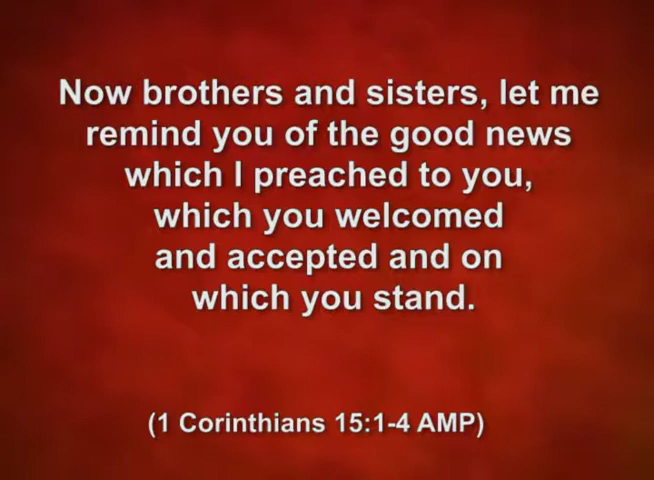 Now brothers and sisters, let me
remind you of the good news
which I preached to you,
which you welcomed
and accepted and on
which you stand.
(1 Corinthians 15:1-4 AMP)